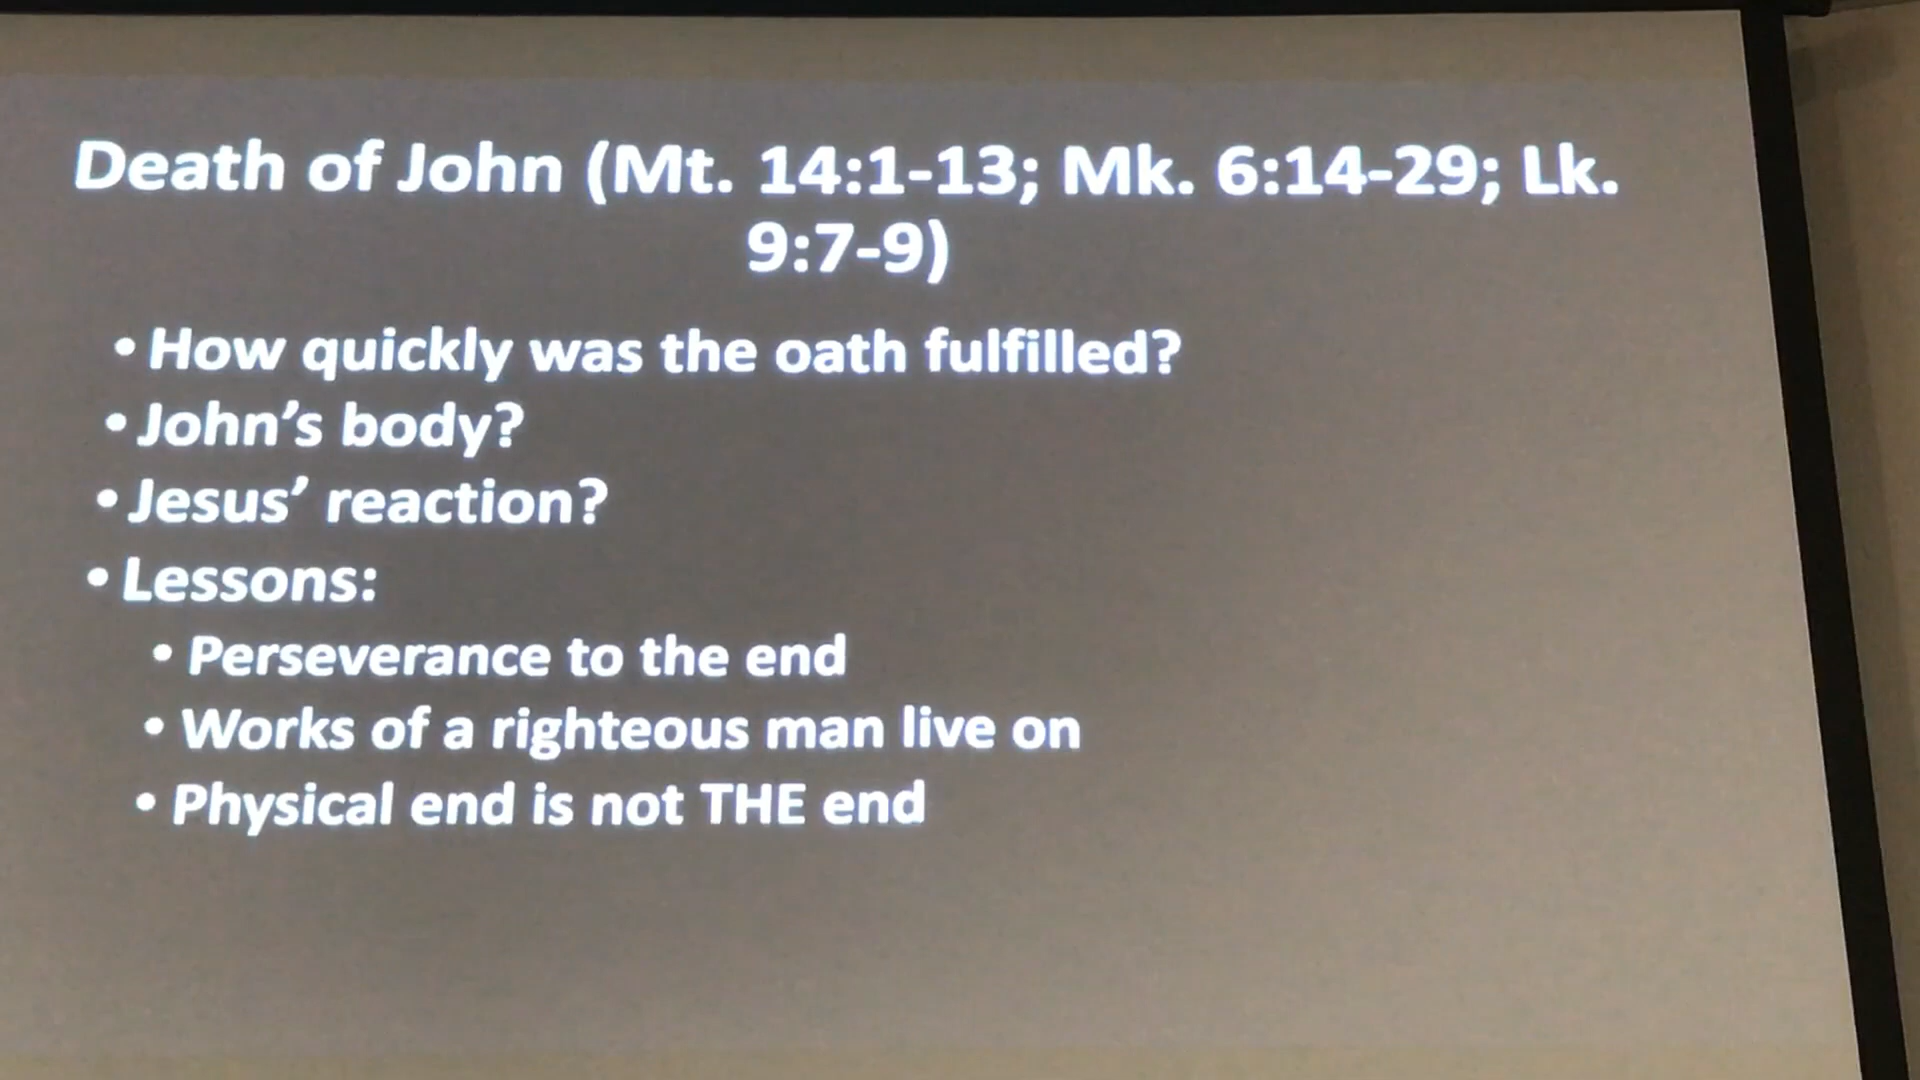 Death of John (Mt. 14:1-13; Mk. 6:14-29; Lk.
9:7-9)
• How quickly was the oath fulfilled?
• John’s body?
• Jesus’ reaction?
• Lessons:
• Perseverance to the end
• Works of a righteous man live on
• Physical end is not THE end